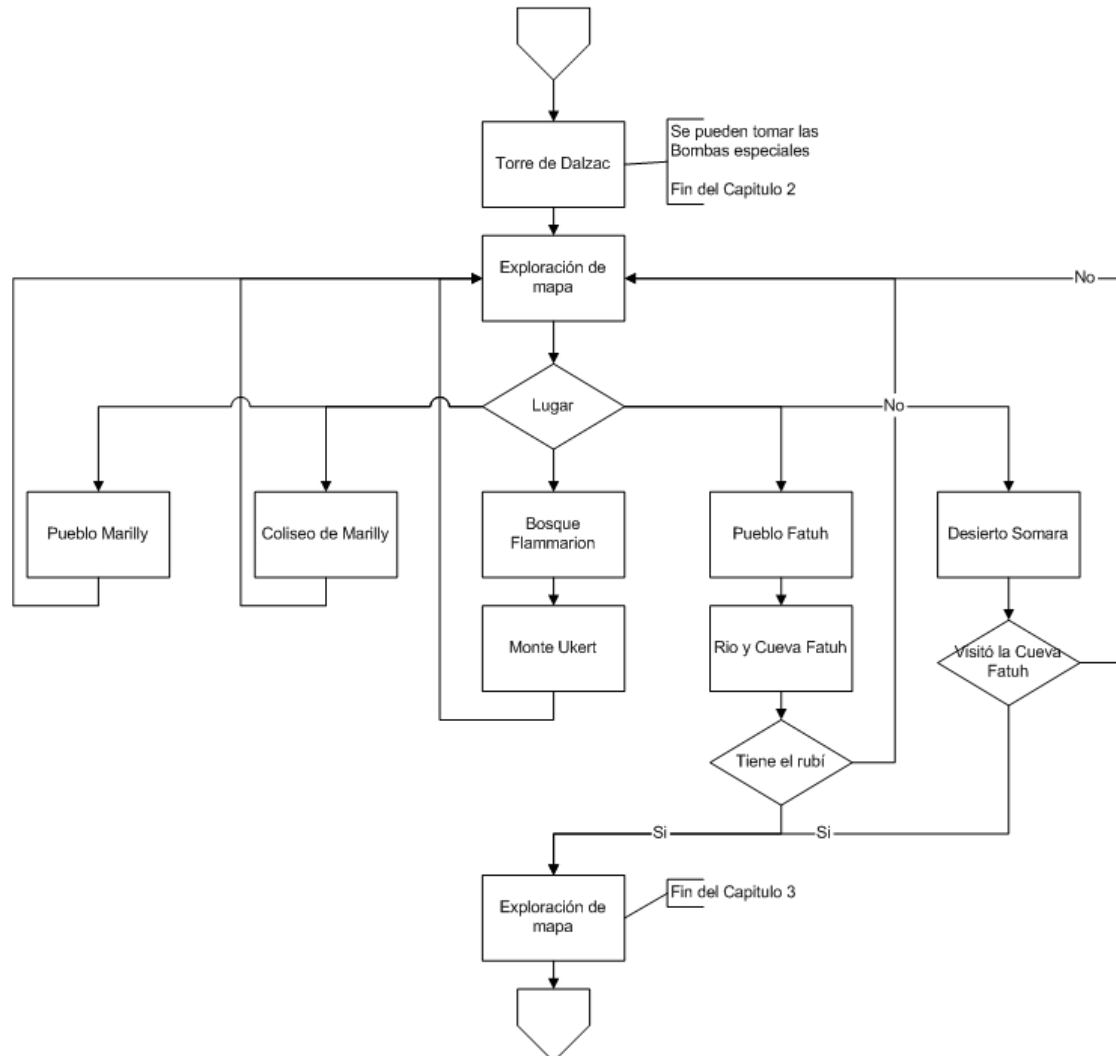 Torre de Dalzac
Se pueden tomar las
Bombas especiales
Fin del Capitulo 2
Exploración de
mapa
No
Lugar
No
Pueblo Marilly
Coliseo de Marilly
Bosque
Flammarion
Pueblo Fatuh
Desierto Somara
Monte Ukert
Rio y Cueva Fatuh
Visitó la Cueva
Fatuh
Tiene el rubí
Si
Si
Exploración de
mapa
Fin del Capitulo 3